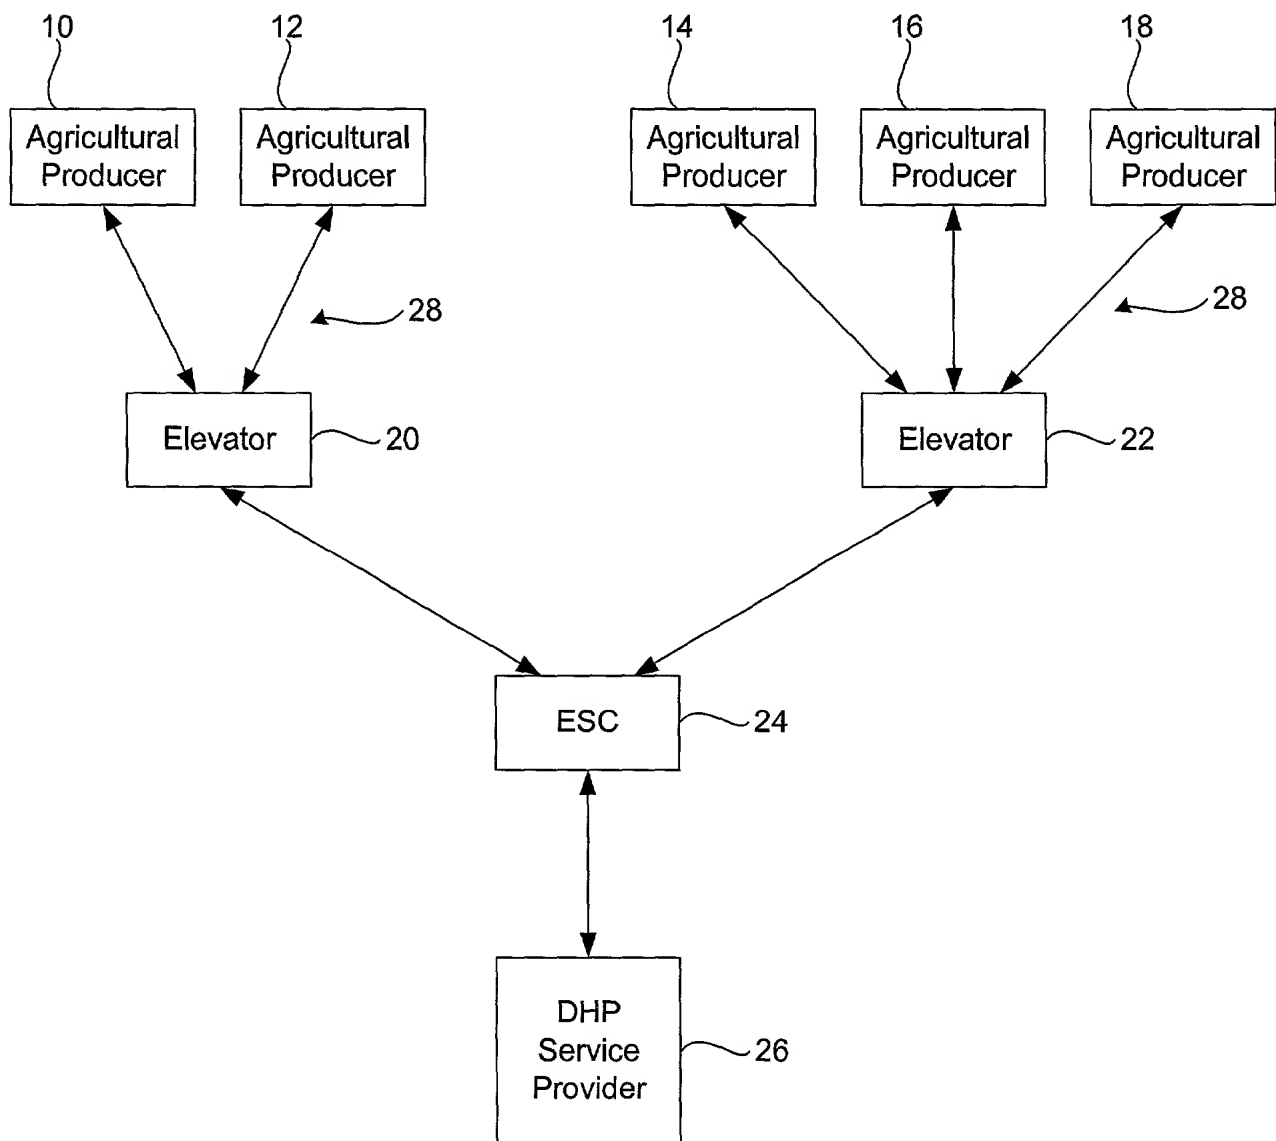 10
12
14
16
18
Agricultural
Producer
Agricultural
Producer
Agricultural
Producer
Agricultural
Producer
Agricultural
Producer
28
28
Elevator
20
Elevator
22
ESC
24
DHP
Service
Provider
26